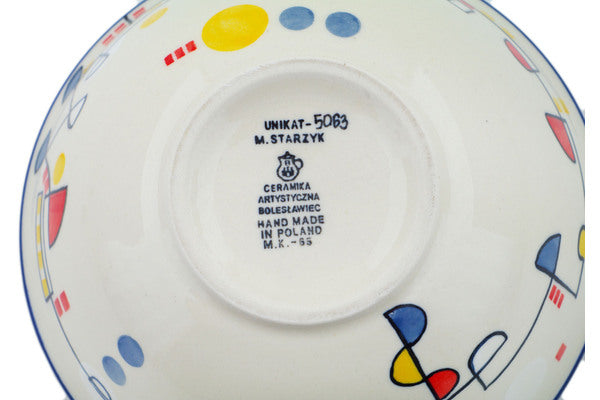 UNIKAT-5063
M. STARZYK
CERAMIKA
ARTYSTYCZNA
BOLESŁAWIEC
HAND MADE
IN POLAND
M.K.-65